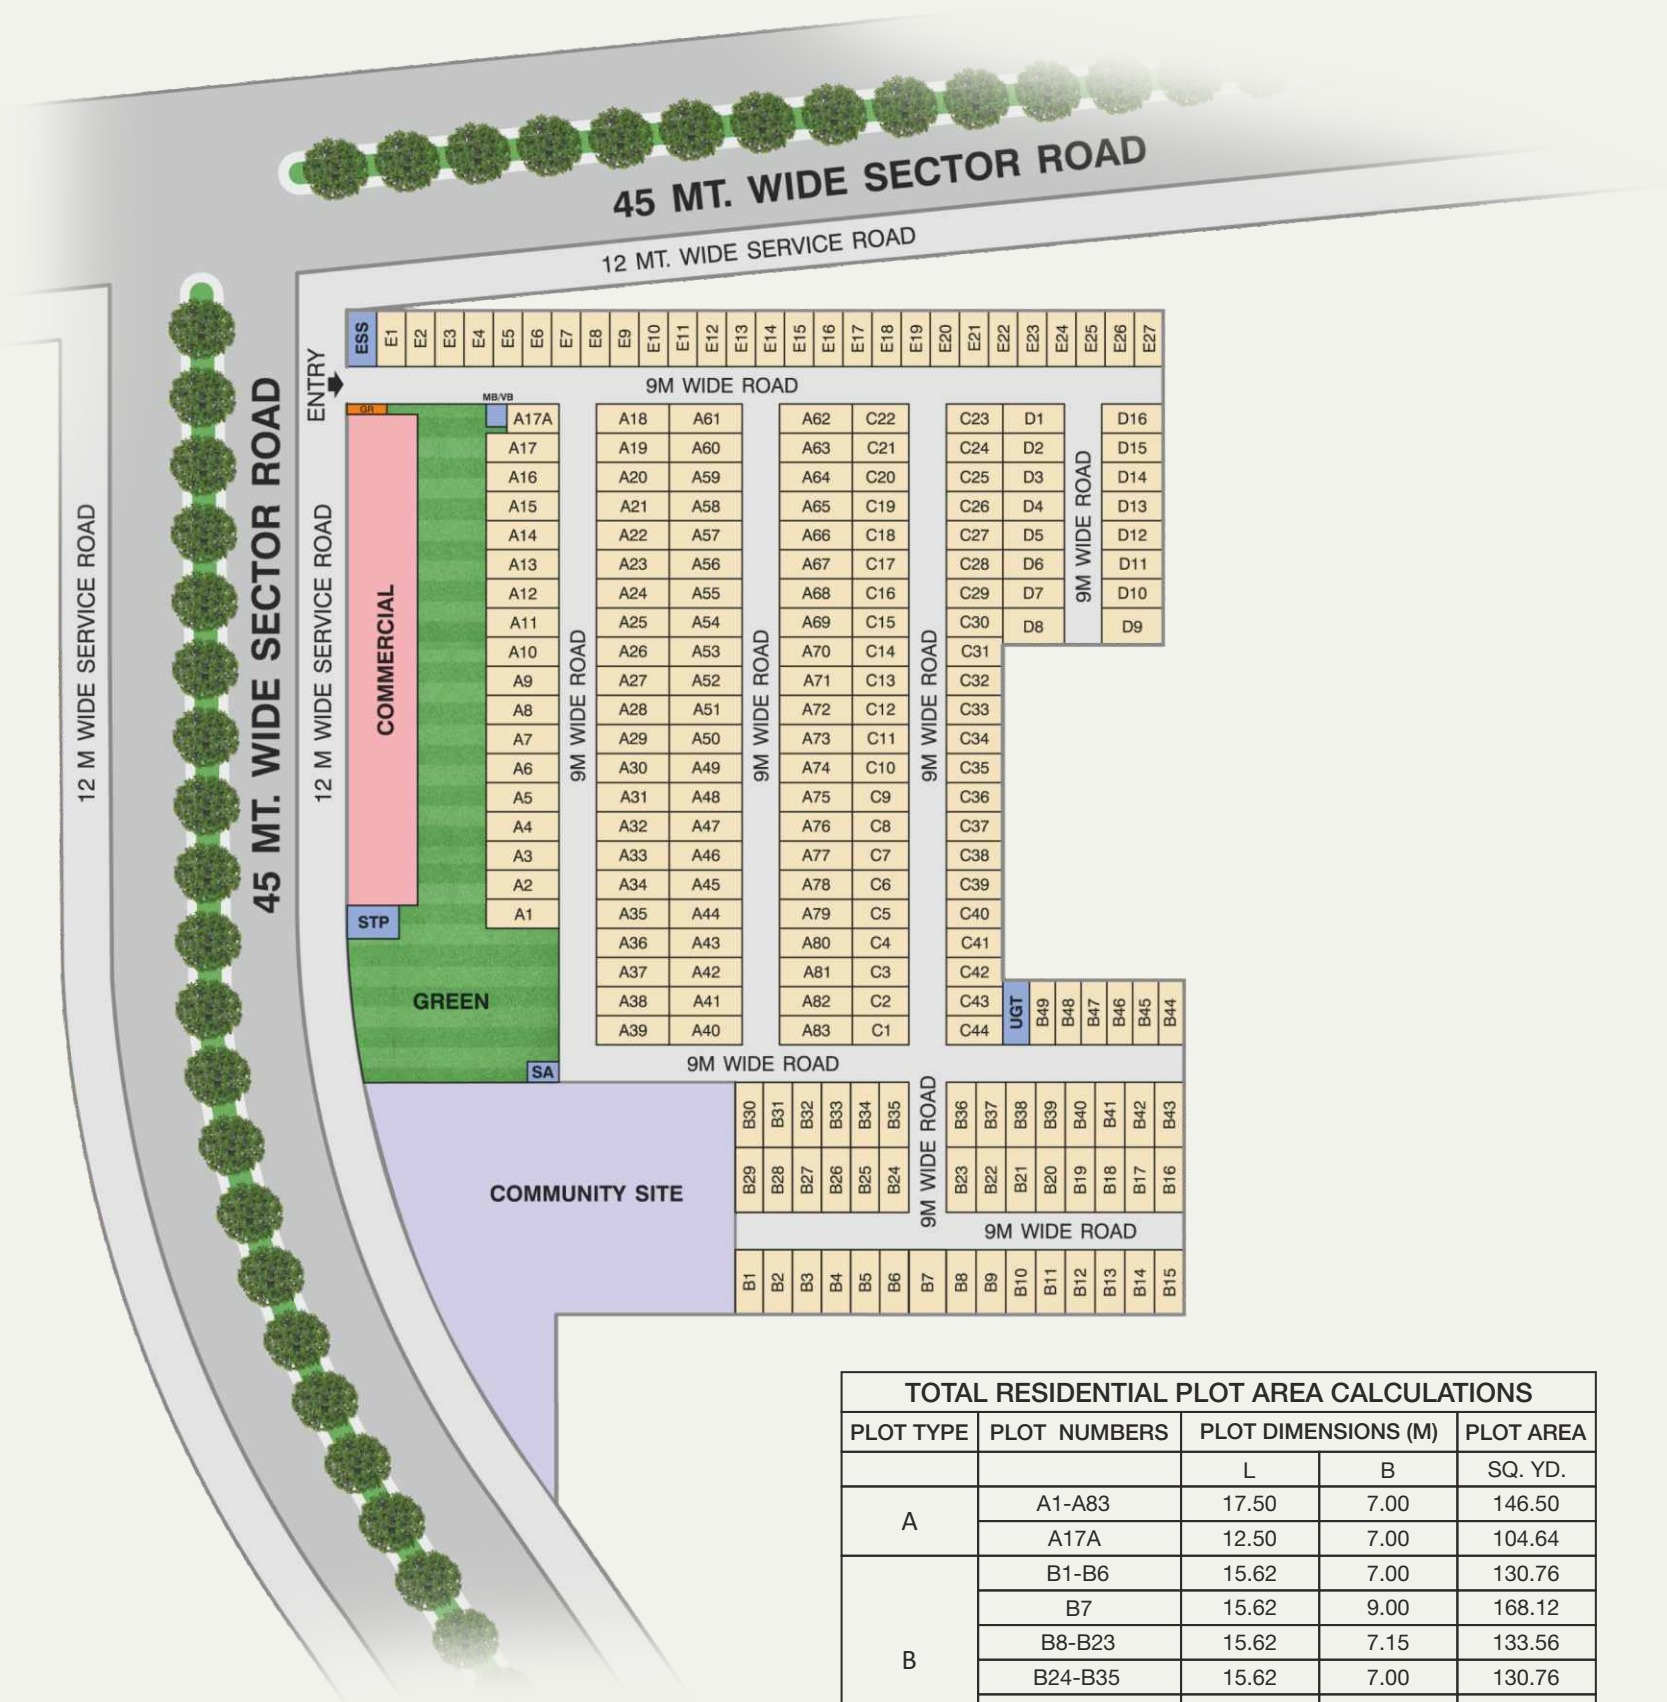 45 MT. WIDE SECTOR ROAD
12 MT. WIDE SERVICE ROAD
ESS E1 E2 E3 E4 E5 E6 E7 E8 E9 E10 E11 E12 E13 E14 E15 E16 E17 E18 E19 E20 E21 E22 E23 E24 E25 E26 E27
ENTRY
9M WIDE ROAD
MB/VB
GR
A17A A18 A61 A62 C22 C23 D1 D16
A17 A19 A60 A63 C21 C24 D2 D15
A16 A20 A59 A64 C20 C25 D3 D14
A15 A21 A58 A65 C19 C26 D4 D13
A14 A22 A57 A66 C18 C27 D5 D12
A13 A23 A56 A67 C17 C28 D6 D11
A12 A24 A55 A68 C16 C29 D7 D10
A11 A25 A54 A69 C15 C30 D8 D9
A10 A26 A53 A70 C14 C31
A9 A27 A52 A71 C13 C32
A8 A28 A51 A72 C12 C33
A7 A29 A50 A73 C11 C34
A6 A30 A49 A74 C10 C35
A5 A31 A48 A75 C9 C36
A4 A32 A47 A76 C8 C37
A3 A33 A46 A77 C7 C38
A2 A34 A45 A78 C6 C39
A1 A35 A44 A79 C5 C40
A36 A43 A80 C4 C41
A37 A42 A81 C3 C42
A38 A41 A82 C2 C43
A39 A40 A83 C1 C44
9M WIDE ROAD
9M WIDE ROAD
9M WIDE ROAD
9M WIDE ROAD
12 M WIDE SERVICE ROAD
45 MT. WIDE SECTOR ROAD
12 M WIDE SERVICE ROAD
COMMERCIAL
STP
GREEN
SA
UGT B49 B48 B47 B46 B45 B44
9M WIDE ROAD
B30 B31 B32 B33 B34 B35 B36 B37 B38 B39 B40 B41 B42 B43
9M WIDE ROAD
B29 B28 B27 B26 B25 B24 B23 B22 B21 B20 B19 B18 B17 B16
COMMUNITY SITE
9M WIDE ROAD
B1 B2 B3 B4 B5 B6 B7 B8 B9 B10 B11 B12 B13 B14 B15
TOTAL RESIDENTIAL PLOT AREA CALCULATIONS
PLOT TYPE PLOT NUMBERS PLOT DIMENSIONS (M) PLOT AREA
L B SQ. YD.
A
A1-A83 17.50 7.00 146.50
A17A 12.50 7.00 104.64
B
B1-B6 15.62 7.00 130.76
B7 15.62 9.00 168.12
B8-B23 15.62 7.15 133.56
B24-B35 15.62 7.00 130.76